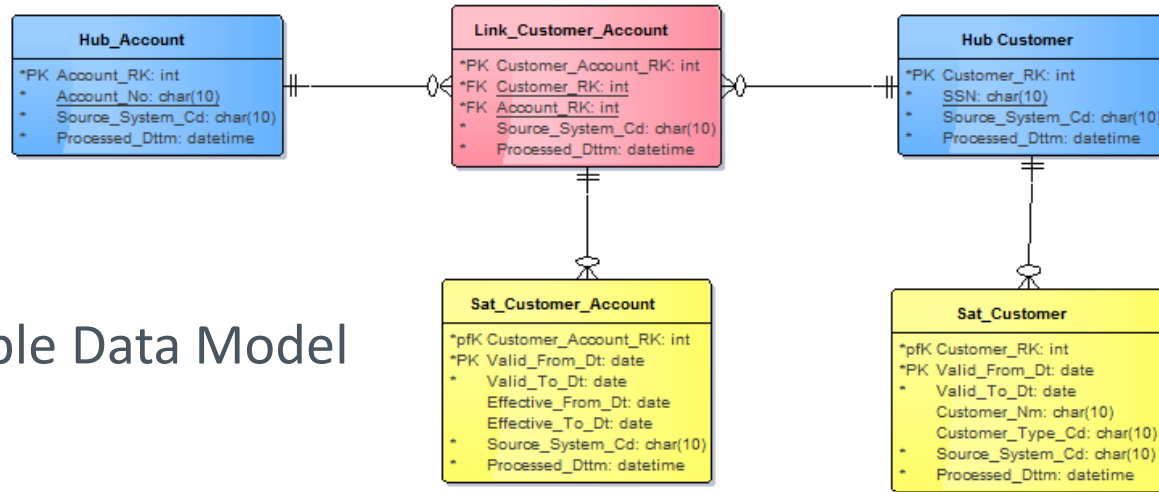 Hub_Account
*PK Account_RK: int
* Account_No: char(10)
* Source_System_Cd: char(10)
* Processed_Dttm: datetime
Link_Customer_Account
*PK Customer_Account_RK: int
*FK Customer_RK: int
*FK Account_RK: int
* Source_System_Cd: char(10)
* Processed_Dttm: datetime
Hub Customer
*PK Customer_RK: int
* SSN: char(10)
* Source_System_Cd: char(10)
* Processed_Dttm: datetime
ple Data Model
Sat_Customer_Account
*pfK Customer_Account_RK: int
*PK Valid_From_Dt: date
* Valid_To_Dt: date
Effective_From_Dt: date
Effective_To_Dt: date
* Source_System_Cd: char(10)
* Processed_Dttm: datetime
Sat_Customer
*pfK Customer_RK: int
*PK Valid_From_Dt: date
* Valid_To_Dt: date
Customer_Nm: char(10)
Customer_Type_Cd: char(10)
* Source_System_Cd: char(10)
* Processed_Dttm: datetime